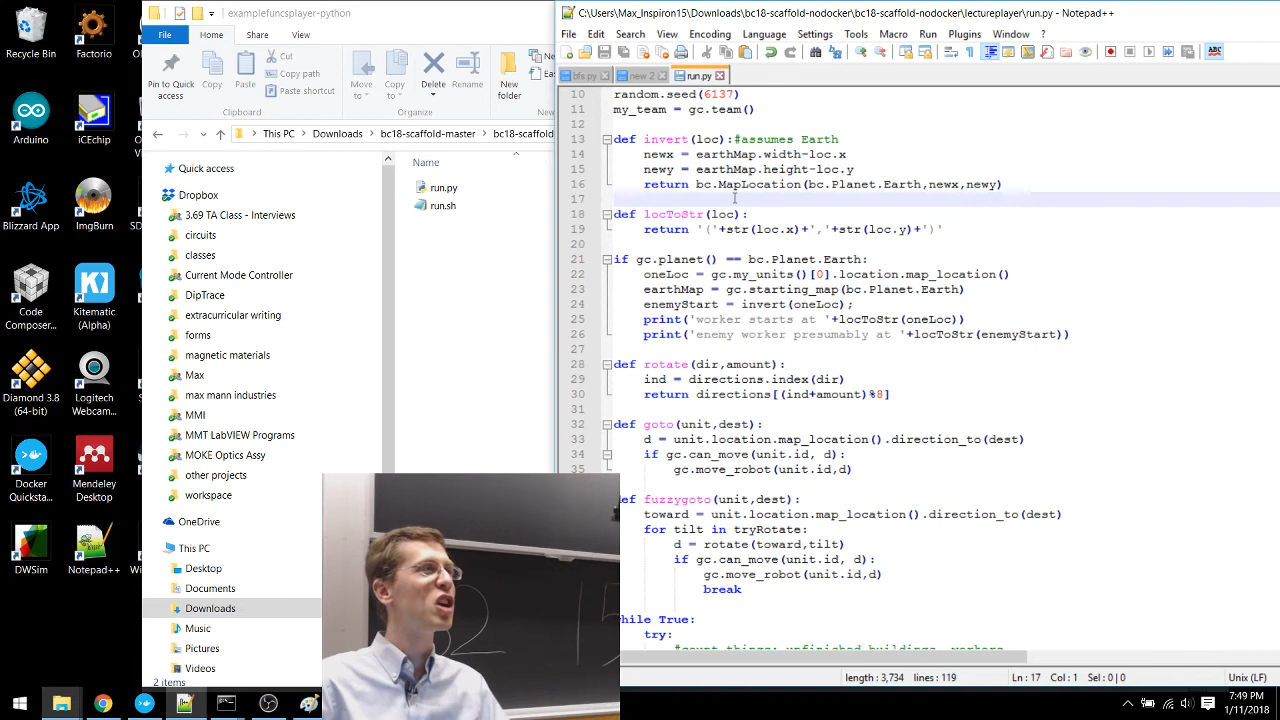 Recycle Bin
Factorio
Arduino
iCEchip
Blizzard App
ImgBurn
Code
Composer...
Kitematic
(Alpha)
Diamond 3.8
(64-bit)
Logitech
Webcam...
Docker
Quicksta...
Mendeley
Desktop
DWSim
Notepad++
examplefuncsplayer-python
File
Home
Share
View
Pin to Quick
access
Copy
Paste
Cut
Copy path
Paste shortcut
Clipboard
Move
to
Copy
to
Delete
Rename
Organize
New
folder
Ne
Eas
This PC
Downloads
bc18-scaffold-master
bc18-scaffold-nod
Quick access
Dropbox
3.69 TA Class - Interviews
circuits
classes
Current Mode Controller
DipTrace
extracurricular writing
forms
magnetic materials
Max
max mann industries
MMI
MMT LabVIEW Programs
MOKE Optics Assy
other projects
workspace
OneDrive
This PC
Desktop
Documents
Downloads
Music
Pictures
Videos
2 items
Name
run.py
run.sh
C:\Users\Max_Inspiron15\Downloads\bc18-scaffold-nodocker\bc18-scaffold-nodocker\lectureplayer\run.py - Notepad++
File Edit Search View Encoding Language Settings Tools Macro Run Plugins Window ?
bfs.py new 2 run.py
10 random.seed(6137)
11 my_team = gc.team()
12
13 def invert(loc):#assumes Earth
14 newx = earthMap.width-loc.x
15 newy = earthMap.height-loc.y
16 return bc.MapLocation(bc.Planet.Earth,newx,newy)
17
18 def locToStr(loc):
19 return '('+str(loc.x)+','+str(loc.y)+')'
20
21 if gc.planet() == bc.Planet.Earth:
22 oneLoc = gc.my_units()[0].location.map_location()
23 earthMap = gc.starting_map(bc.Planet.Earth)
24 enemyStart = invert(oneLoc);
25 print('worker starts at '+locToStr(oneLoc))
26 print('enemy worker presumably at '+locToStr(enemyStart))
27
28 def rotate(dir,amount):
29 ind = directions.index(dir)
30 return directions[(ind+amount)%8]
31
32 def goto(unit,dest):
33 d = unit.location.map_location().direction_to(dest)
34 if gc.can_move(unit.id, d):
35 gc.move_robot(unit.id,d)
def fuzzygoto(unit,dest):
toward = unit.location.map_location().direction_to(dest)
for tilt in tryRotate:
d = rotate(toward,tilt)
if gc.can_move(unit.id, d):
gc.move_robot(unit.id,d)
break
while True:
try:
#count things: unfinished buildings, workers
length : 3,734 lines : 119
Ln : 17 Col : 1 Sel : 0 | 0
Unix (LF)
7:49 PM
1/11/2018